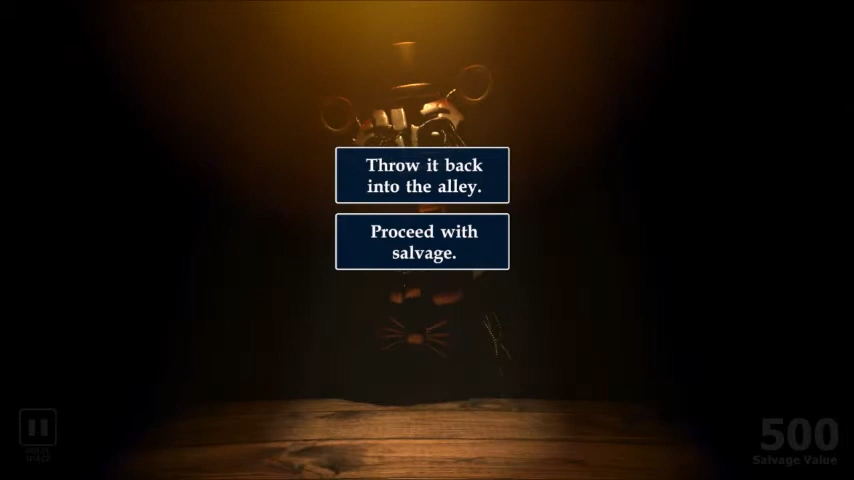 Throw it back
into the alley.
Proceed with
salvage.
500
Salvage Value